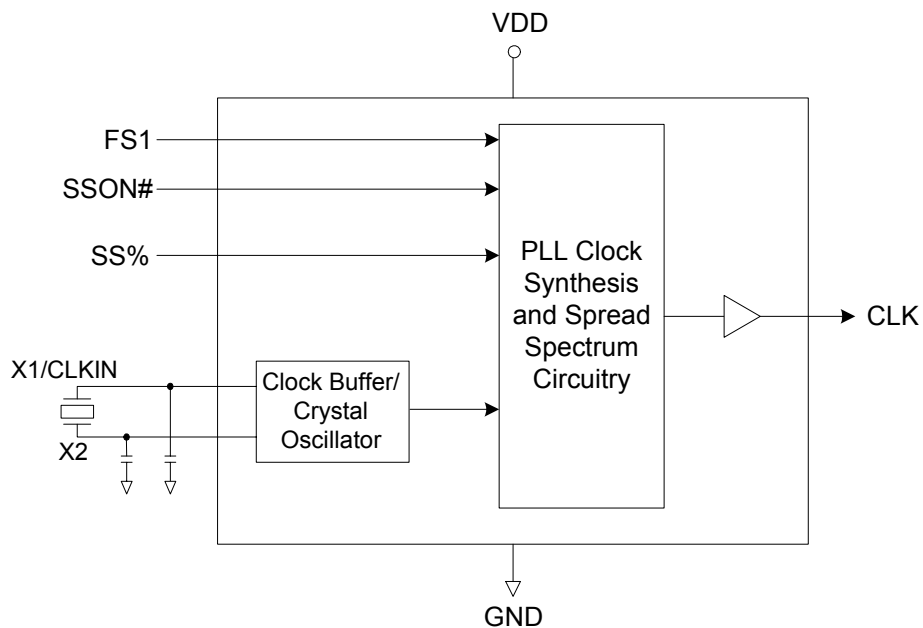 VDD
FS1
SSON#
SS%
PLL Clock
Synthesis
and Spread
Spectrum
Circuitry
CLK
X1/CLKIN
X2
Clock Buffer/
Crystal
Oscillator
GND